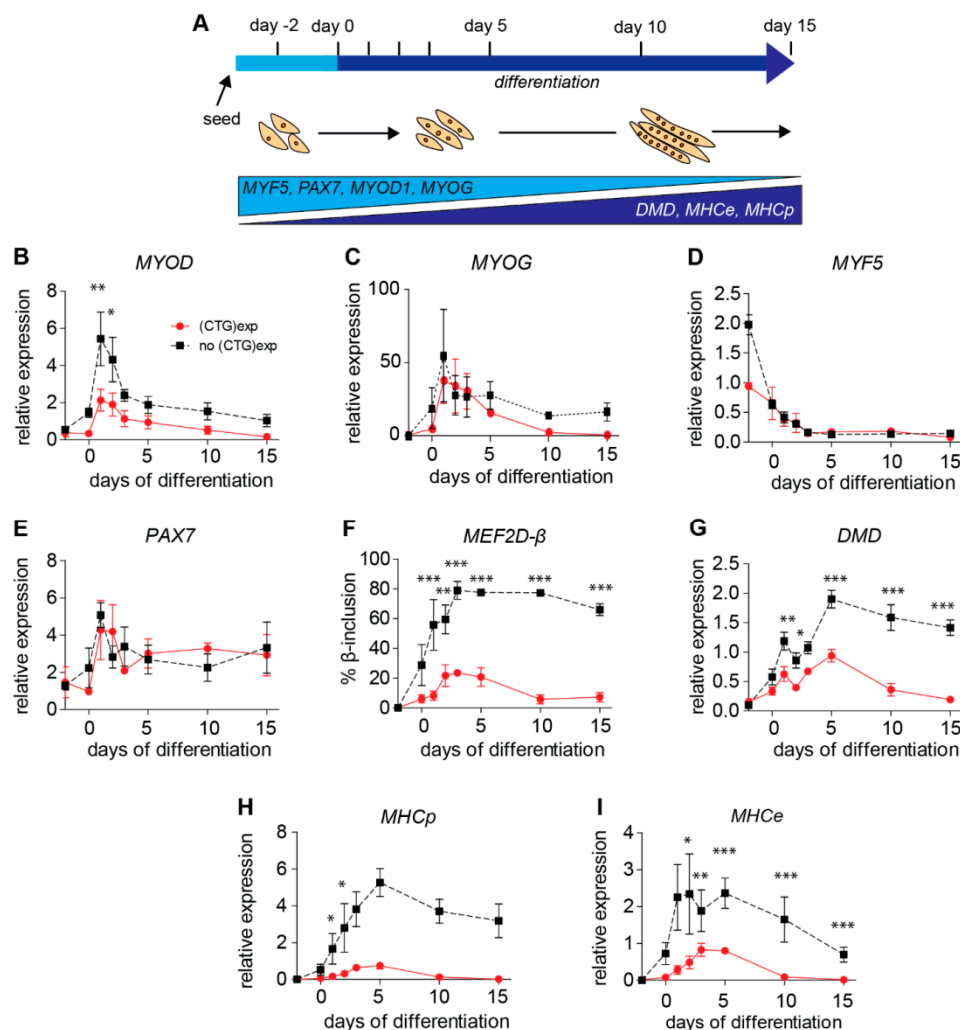 A
day -2 day 0 day 5 day 10 day 15
differentiation
seed
MYF5, PAX7, MYOD1, MYOG
DMD, MHCe, MHCp
B MYOD
relative expression
8
6
4
2
0
** *
(CTG)exp
no (CTG)exp
0 5 10 15
days of differentiation
C MYOG
relative expression
100
50
0
0 5 10 15
days of differentiation
D MYF5
relative expression
2.5
2.0
1.5
1.0
0.5
0.0
0 5 10 15
days of differentiation
E PAX7
relative expression
8
6
4
2
0
0 5 10 15
days of differentiation
F MEF2D-β
% β-inclusion
100
80
60
40
20
0
*** ** *** *** *** ***
0 5 10 15
days of differentiation
G DMD
relative expression
2.5
2.0
1.5
1.0
0.5
0.0
** * *** *** ***
0 5 10 15
days of differentiation
H MHCp
relative expression
8
6
4
2
0
* *
0 5 10 15
days of differentiation
I MHCe
relative expression
4
3
2
1
0
* ** *** *** ***
0 5 10 15
days of differentiation